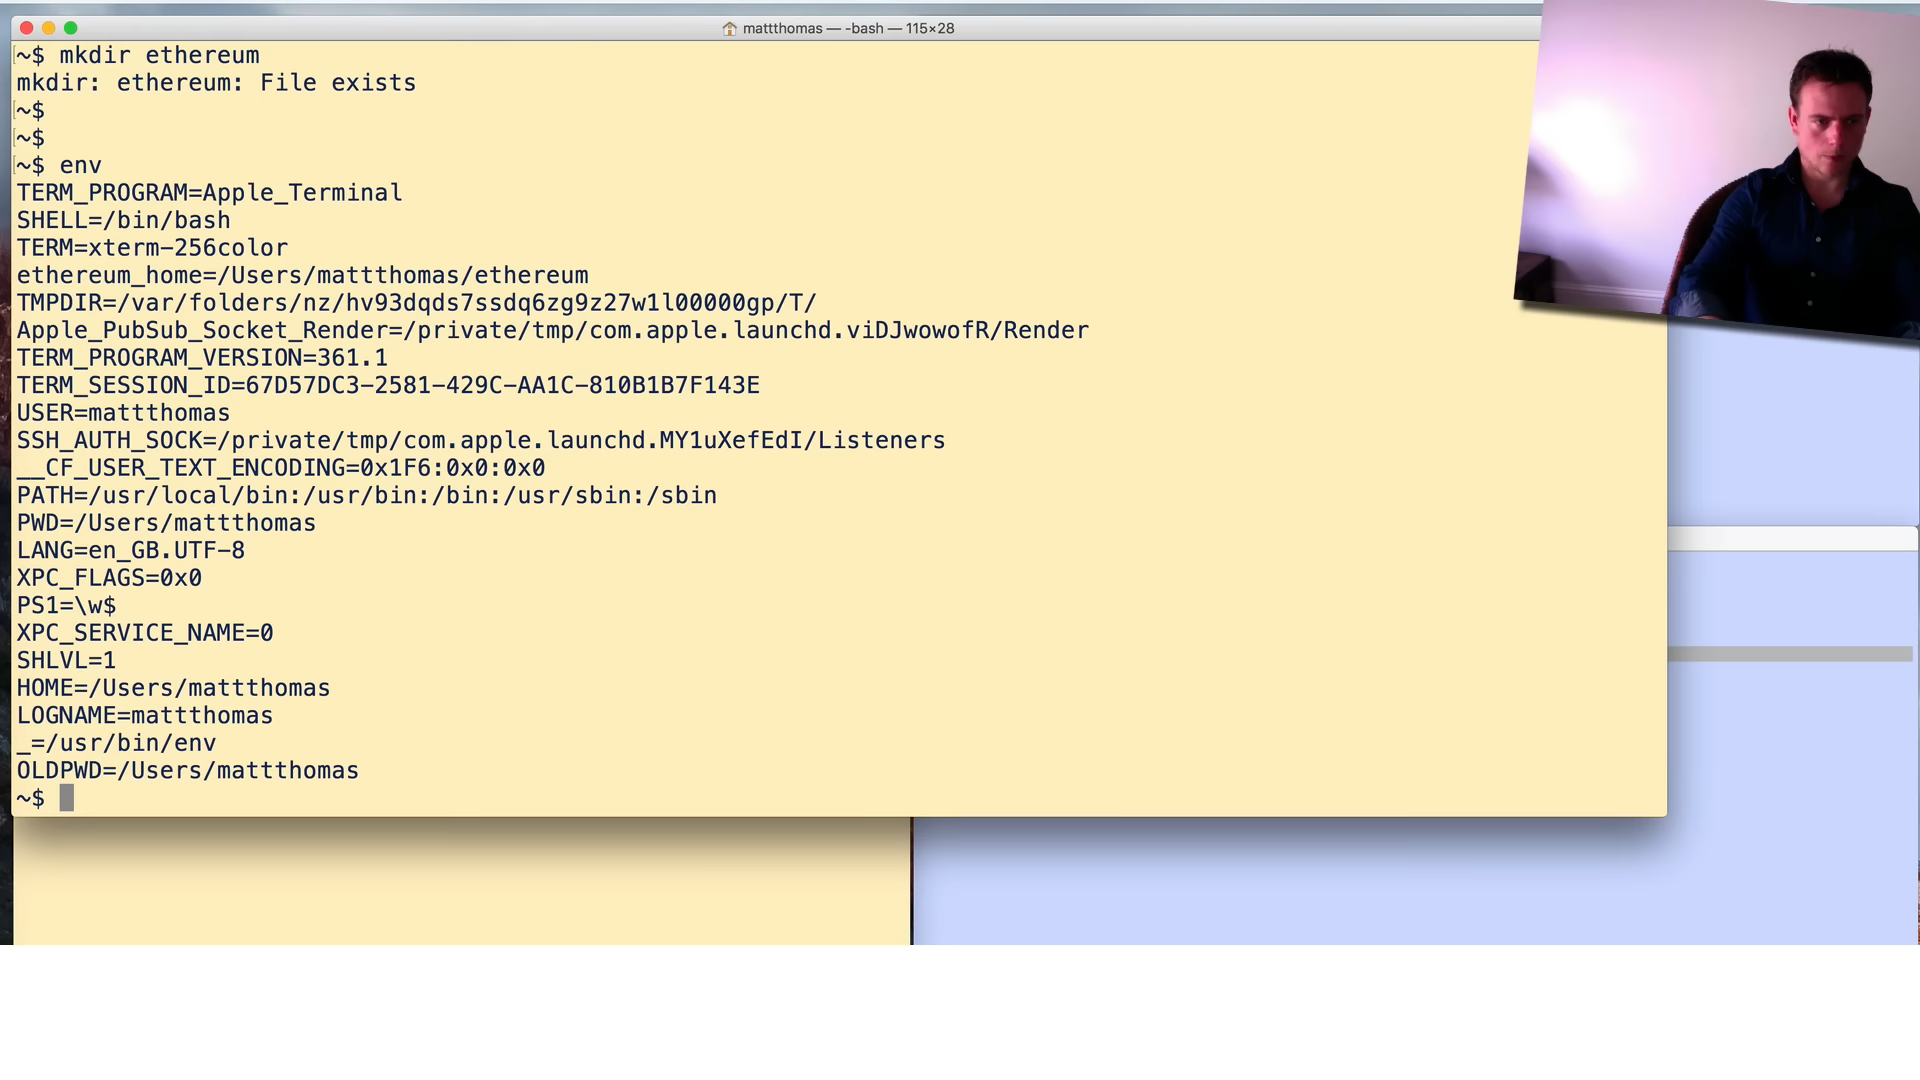 mattthomas — -bash — 115×28
~$ mkdir ethereum
mkdir: ethereum: File exists
~$
~$
~$ env
TERM_PROGRAM=Apple_Terminal
SHELL=/bin/bash
TERM=xterm-256color
ethereum_home=/Users/mattthomas/ethereum
TMPDIR=/var/folders/nz/hv93dqds7ssdq6zg9z27w1l00000gp/T/
Apple_PubSub_Socket_Render=/private/tmp/com.apple.launchd.viDJwowofR/Render
TERM_PROGRAM_VERSION=361.1
TERM_SESSION_ID=67D57DC3-2581-429C-AA1C-810B1B7F143E
USER=mattthomas
SSH_AUTH_SOCK=/private/tmp/com.apple.launchd.MY1uXefEdI/Listeners
__CF_USER_TEXT_ENCODING=0x1F6:0x0:0x0
PATH=/usr/local/bin:/usr/bin:/bin:/usr/sbin:/sbin
PWD=/Users/mattthomas
LANG=en_GB.UTF-8
XPC_FLAGS=0x0
PS1=\w$
XPC_SERVICE_NAME=0
SHLVL=1
HOME=/Users/mattthomas
LOGNAME=mattthomas
_=/usr/bin/env
OLDPWD=/Users/mattthomas
~$